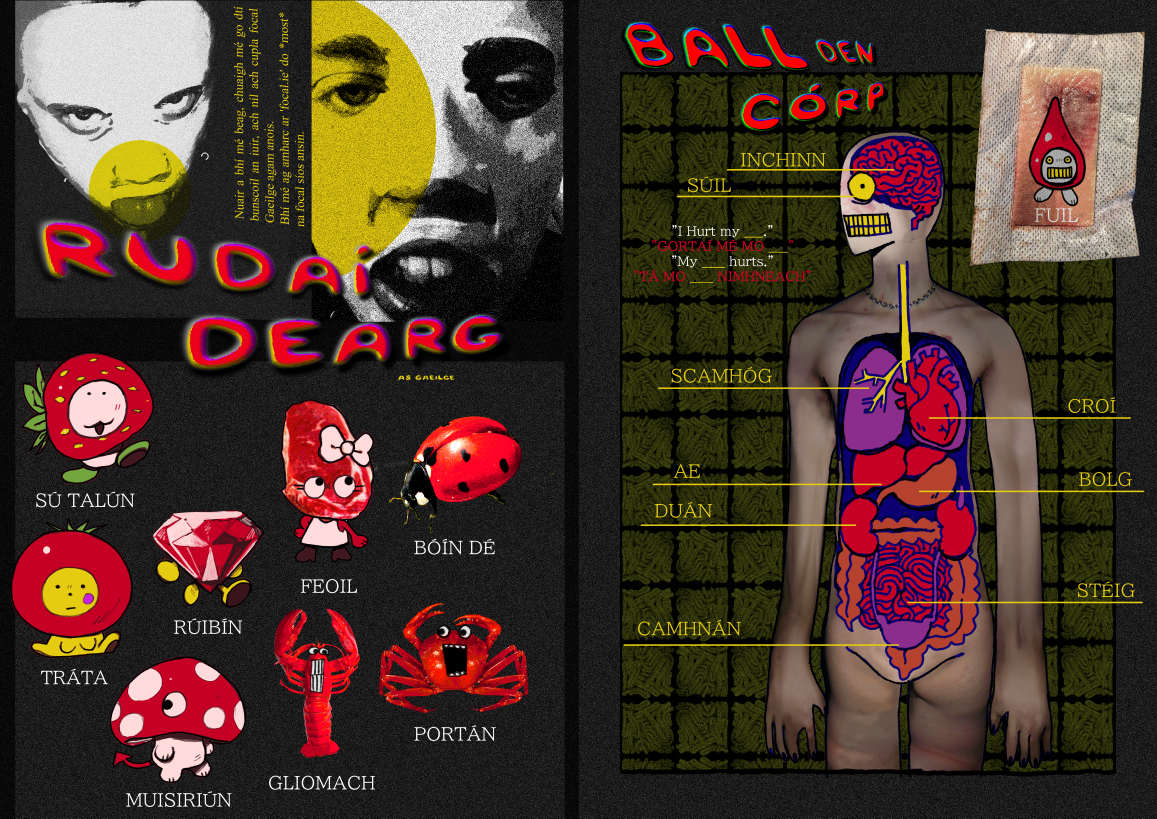 Nuair a bhí mé beag, chuaigh mé go dtí
bunscoil an iúir, ach níl ach cupla focal
Gaeilge agam anois.
Bhí mé ag amharc ar 'focal.ie' do *most*
na focal síos ansin.
RUDAÍ
DEARG
AS GAEILGE
SÚ TALÚN
TRÁTA
RÚIBÍN
MUISIRIÚN
FEOIL
BÓÍN DÉ
GLIOMACH
PORTÁN
BALL DEN
CÓRP
FUIL
INCHINN
SÚIL
"I Hurt my ___."
"GORTAÍ MÉ MO ___"
"My ___ hurts."
"TÁ MO ___ NIMHNEACH"
SCAMHÓG
CROÍ
AE
BOLG
DUÁN
STÉIG
CAMHNÁN